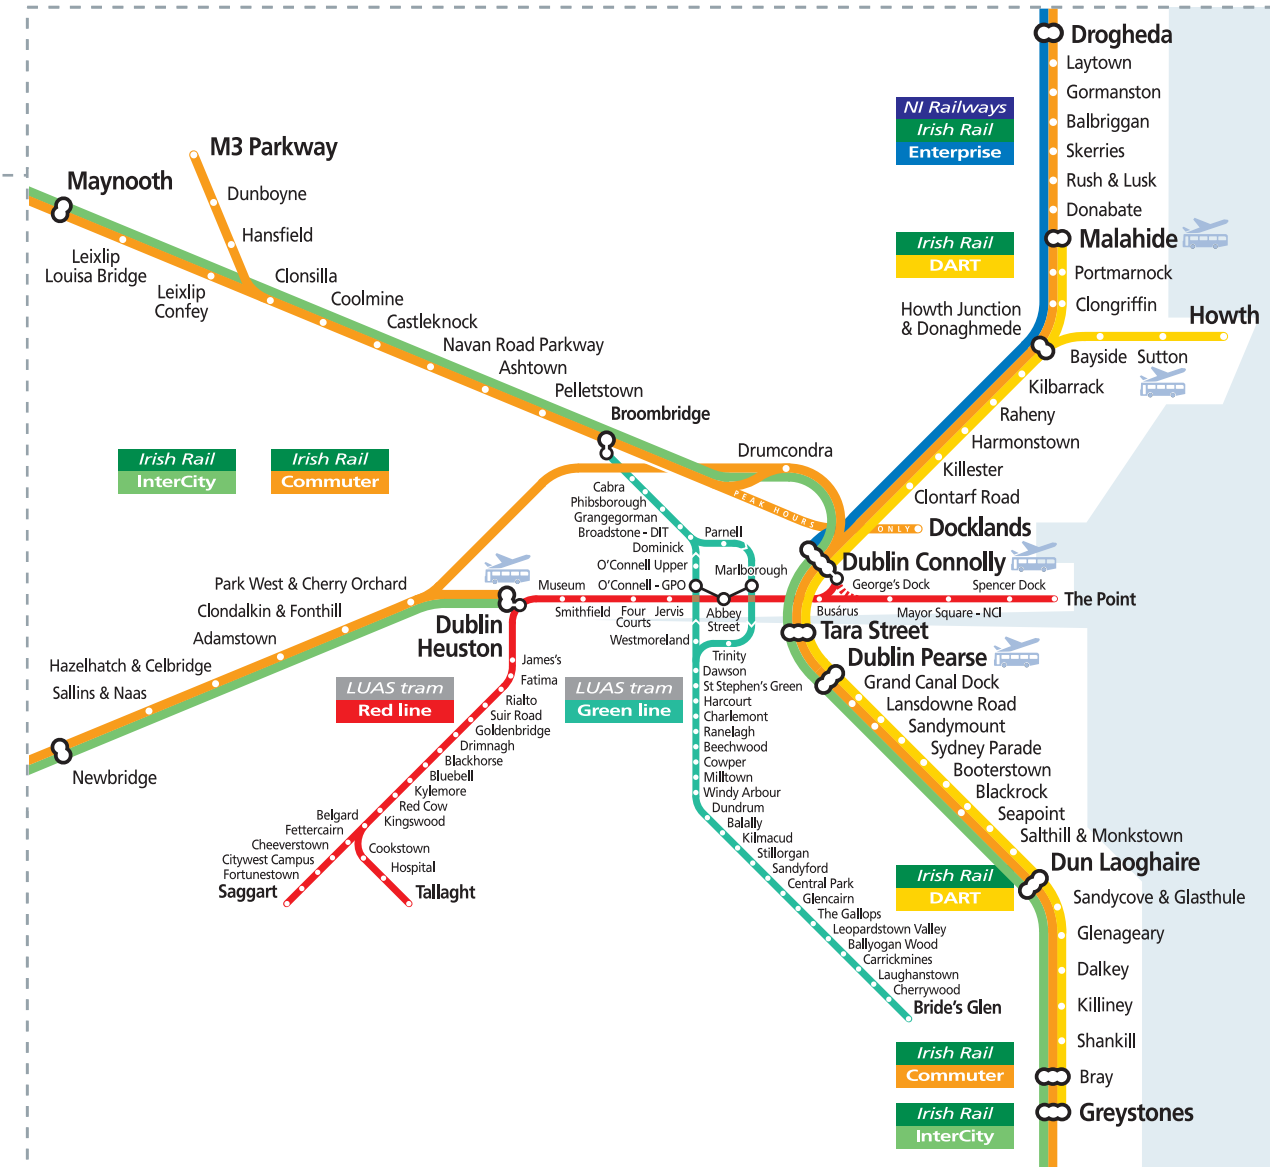 Drogheda
Laytown
Gormanston
Balbriggan
Skerries
Rush & Lusk
Donabate
Malahide
Portmarnock
Clongriffin
Howth Junction
& Donaghmede
Howth
Bayside
Sutton
Kilbarrack
Raheny
Harmonstown
Killester
Clontarf Road
NI Railways
Irish Rail
Enterprise
Irish Rail
DART
M3 Parkway
Dunboyne
Hansfield
Maynooth
Leixlip
Louisa Bridge
Leixlip
Confey
Clonsilla
Coolmine
Castleknock
Navan Road Parkway
Ashtown
Pelletstown
Broombridge
Drumcondra
PEAK HOURS
ONLY
Docklands
Irish Rail
InterCity
Irish Rail
Commuter
Cabra
Phibsborough
Grangegorman
Broadstone - DIT
Dominick
O'Connell Upper
O'Connell - GPO
Parnell
Marlborough
Westmoreland
Trinity
Dublin Connolly
George's Dock
Spencer Dock
The Point
Busárus
Mayor Square - NCI
Museum
Smithfield
Four
Courts
Jervis
Abbey
Street
Park West & Cherry Orchard
Clondalkin & Fonthill
Adamstown
Hazelhatch & Celbridge
Sallins & Naas
Newbridge
Dublin
Heuston
James's
Fatima
Rialto
Suir Road
Goldenbridge
Drimnagh
Blackhorse
Bluebell
Kylemore
Red Cow
Kingswood
Belgard
Fettercairn
Cheeverstown
Citywest Campus
Fortunestown
Saggart
Cookstown
Hospital
Tallaght
LUAS tram
Red line
LUAS tram
Green line
Dawson
St Stephen's Green
Harcourt
Charlemont
Ranelagh
Beechwood
Cowper
Milltown
Windy Arbour
Dundrum
Balally
Kilmacud
Stillorgan
Sandyford
Central Park
Glencairn
The Gallops
Leopardstown Valley
Ballyogan Wood
Carrickmines
Laughanstown
Cherrywood
Bride's Glen
Tara Street
Dublin Pearse
Grand Canal Dock
Lansdowne Road
Sandymount
Sydney Parade
Booterstown
Blackrock
Seapoint
Salthill & Monkstown
Dun Laoghaire
Sandycove & Glasthule
Glenageary
Dalkey
Killiney
Shankill
Bray
Greystones
Irish Rail
DART
Irish Rail
Commuter
Irish Rail
InterCity